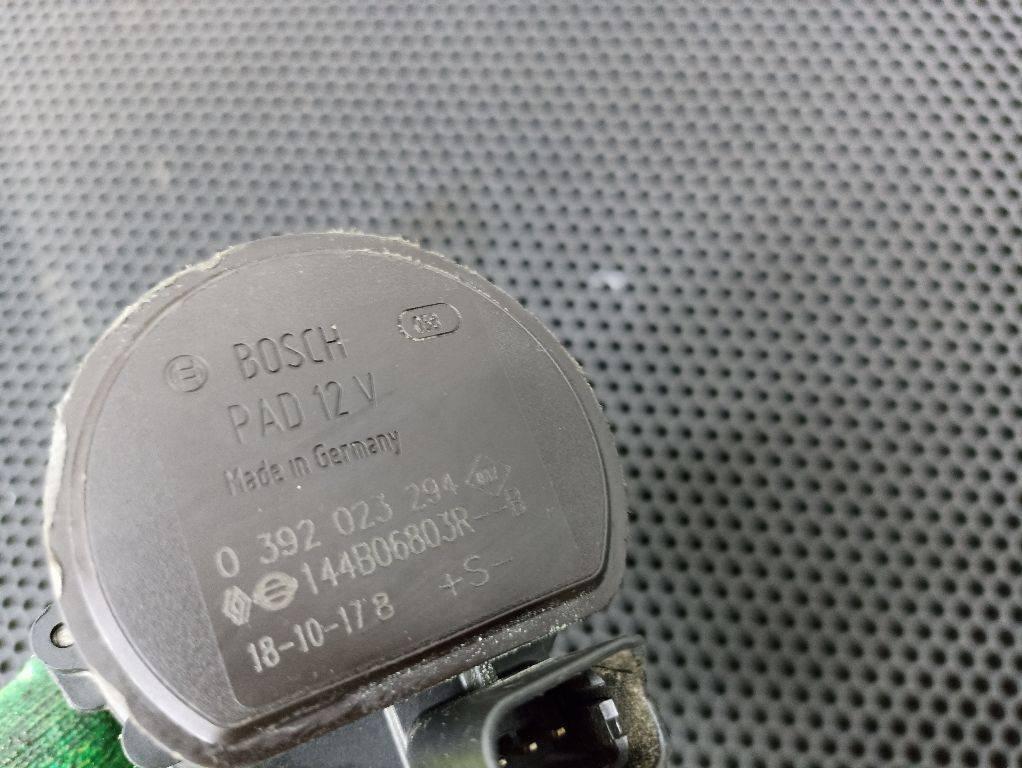 BOSCH
PAD 12 V
Made in Germany
0 392 023 294
144B06803R--B
18-10-17 8
+S-